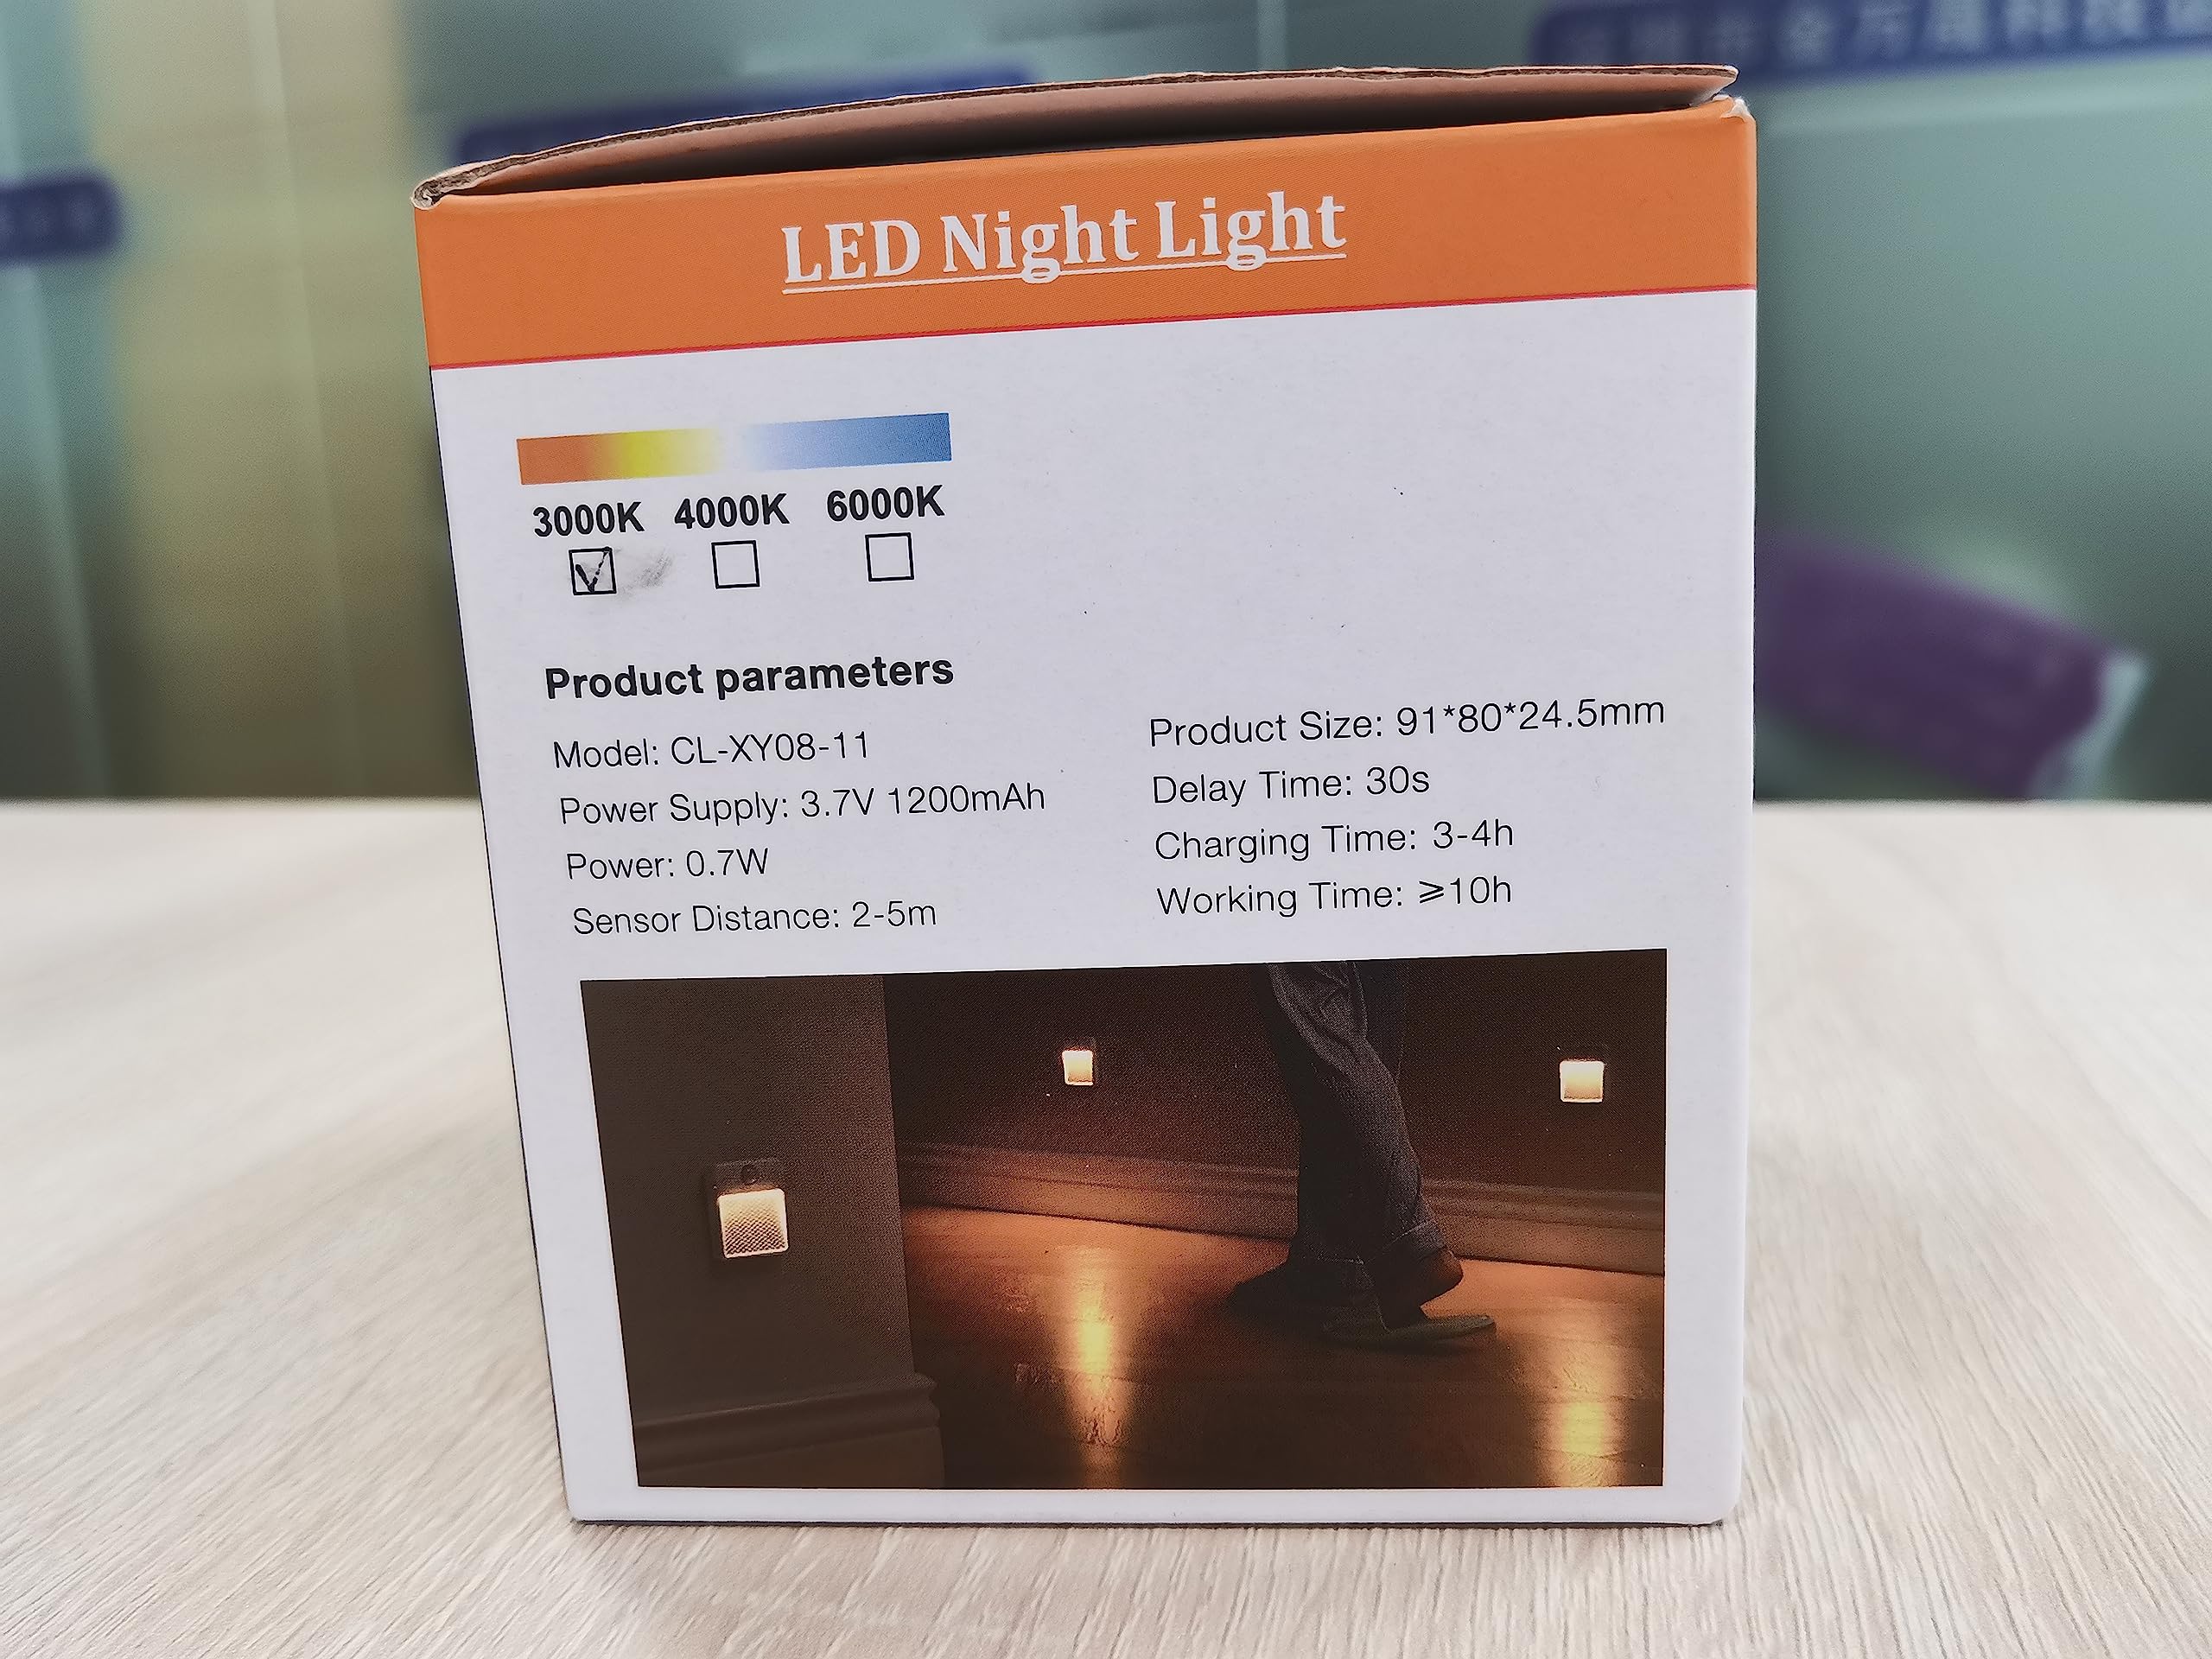 LED Night Light
3000K 4000K 6000K
Product parameters
Model: CL-XY08-11
Power Supply: 3.7V 1200mAh
Power: 0.7W
Sensor Distance: 2-5m
Product Size: 91*80*24.5mm
Delay Time: 30s
Charging Time: 3-4h
Working Time: ⩾10h